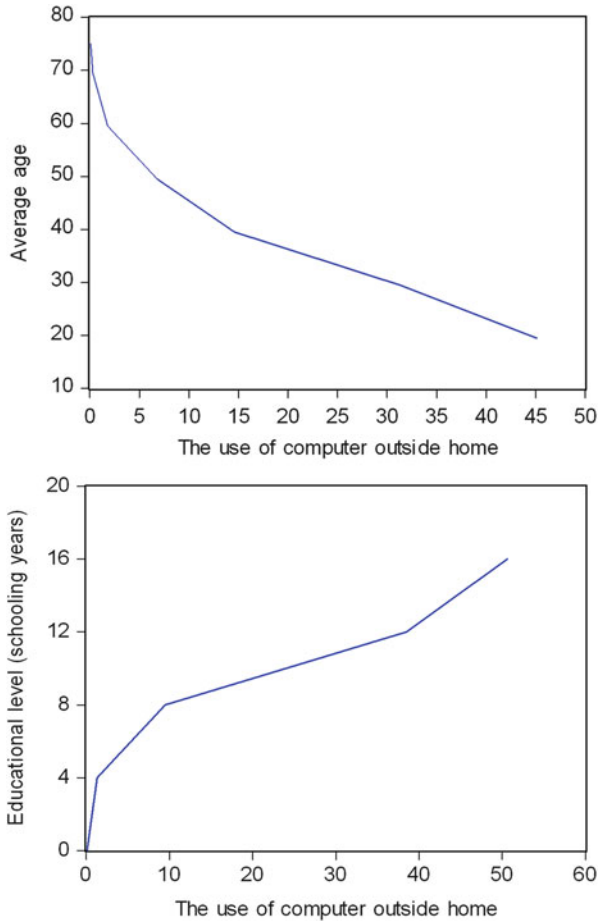 80
70
60
50
40
30
20
10
Average age
0 5 10 15 20 25 30 35 40 45 50
The use of computer outside home
20
16
12
8
4
0
Educational level (schooling years)
0 10 20 30 40 50 60
The use of computer outside home